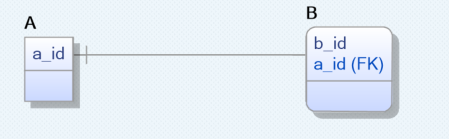 A
a_id
B
b_id
a_id (FK)